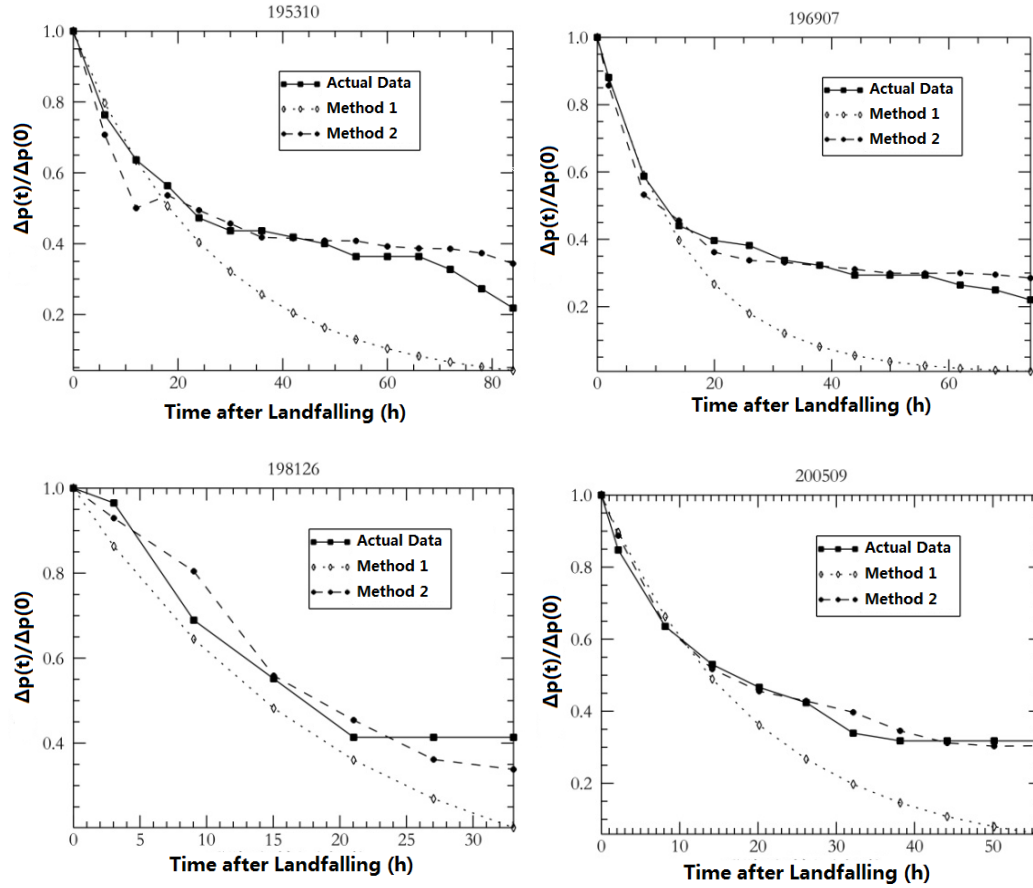 195310
1.0
0.8
0.6
0.4
0.2
Δp(t)/Δp(0)
Actual Data
Method 1
Method 2
0 20 40 60 80
Time after Landfalling (h)
196907
1.0
0.8
0.6
0.4
0.2
Δp(t)/Δp(0)
Actual Data
Method 1
Method 2
0 20 40 60
Time after Landfalling (h)
198126
1.0
0.8
0.6
0.4
Δp(t)/Δp(0)
Actual Data
Method 1
Method 2
0 5 10 15 20 25 30
Time after Landfalling (h)
200509
1.0
0.8
0.6
0.4
0.2
Δp(t)/Δp(0)
Actual Data
Method 1
Method 2
0 10 20 30 40 50
Time after Landfalling (h)